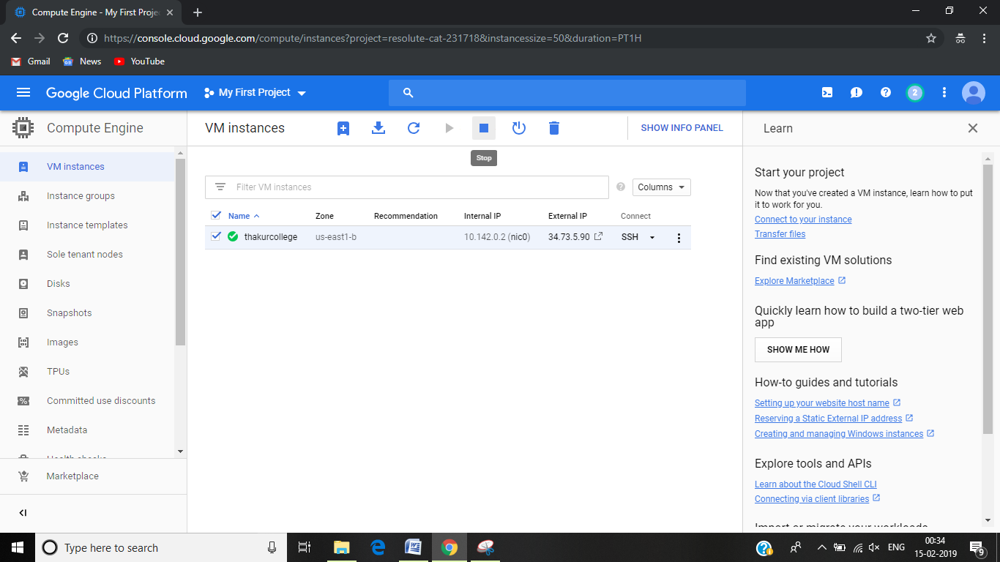 Compute Engine - My First Proje
https://console.cloud.google.com/compute/instances?project=resolute-cat-231718&instancessize=50&duration=PT1H
Gmail News YouTube
Google Cloud Platform My First Project 2
Compute Engine
VM instances
Instance groups
Instance templates
Sole tenant nodes
Disks
Snapshots
Images
TPUs
Committed use discounts
Metadata
Health checks
Marketplace
VM instances SHOW INFO PANEL
Stop
Filter VM instances Columns
Name Zone Recommendation Internal IP External IP Connect
thakurcollege us-east1-b 10.142.0.2 (nic0) 34.73.5.90 SSH
Learn
Start your project
Now that you've created a VM instance, learn how to put
it to work for you.
Connect to your instance
Transfer files
Find existing VM solutions
Explore Marketplace
Quickly learn how to build a two-tier web
app
SHOW ME HOW
How-to guides and tutorials
Setting up your website host name
Reserving a Static External IP address
Creating and managing Windows instances
Explore tools and APIs
Learn about the Cloud Shell CLI
Connecting via client libraries
Import or migrate your workloads
Type here to search
ENG
00:34
15-02-2019
9